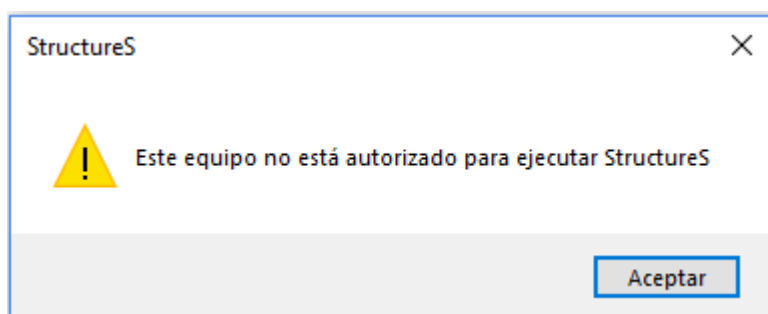 StructureS
Este equipo no está autorizado para ejecutar StructureS
Aceptar